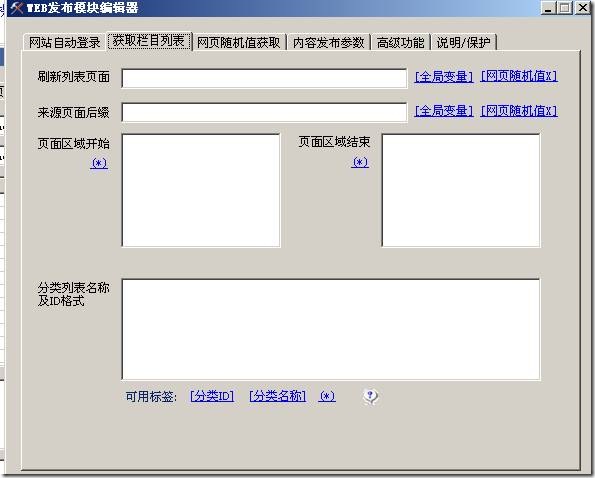 WEB发布模块编辑器
网站自动登录 获取栏目列表 网页随机值获取 内容发布参数 高级功能 说明/保护
刷新列表页面 [全局变量] [网页随机值X]
来源页面后缀 [全局变量] [网页随机值X]
页面区域开始 页面区域结束
(*) (*)
分类列表名称
及ID格式
可用标签: [分类ID] [分类名称] (*) ?